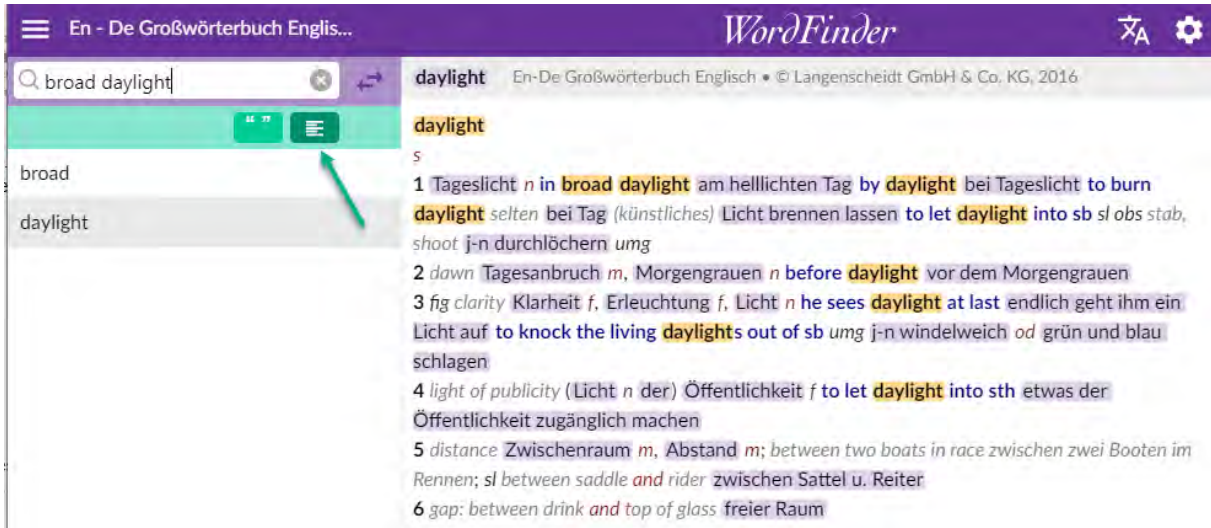 En - De Großwörterbuch Englis...
WordFinder
broad daylight
“ ”
broad
daylight
daylight En-De Großwörterbuch Englisch • © Langenscheidt GmbH & Co. KG, 2016
daylight
s
1 Tageslicht n in broad daylight am helllichten Tag by daylight bei Tageslicht to burn
daylight selten bei Tag (künstliches) Licht brennen lassen to let daylight into sb sl obs stab,
shoot j-n durchlöchern umg
2 dawn Tagesanbruch m, Morgengrauen n before daylight vor dem Morgengrauen
3 fig clarity Klarheit f, Erleuchtung f, Licht n he sees daylight at last endlich geht ihm ein
Licht auf to knock the living daylights out of sb umg j-n windelweich od grün und blau
schlagen
4 light of publicity (Licht n der) Öffentlichkeit f to let daylight into sth etwas der
Öffentlichkeit zugänglich machen
5 distance Zwischenraum m, Abstand m; between two boats in race zwischen zwei Booten im
Rennen; sl between saddle and rider zwischen Sattel u. Reiter
6 gap: between drink and top of glass freier Raum